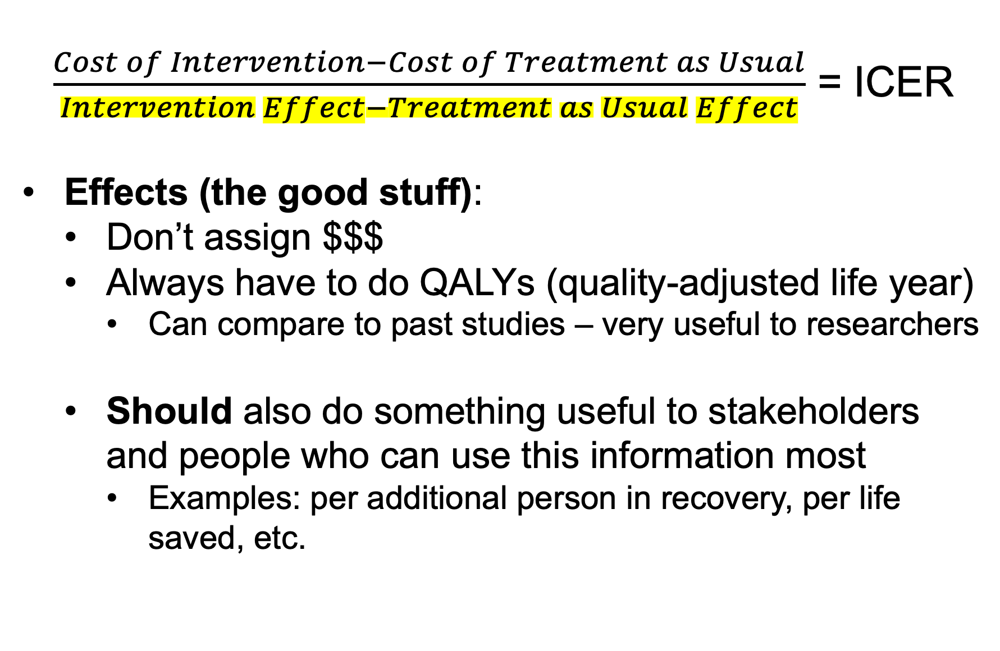 Cost of Intervention−Cost of Treatment as Usual
Intervention Effect−Treatment as Usual Effect
= ICER
• Effects (the good stuff):
• Don’t assign $$$
• Always have to do QALYs (quality-adjusted life year)
• Can compare to past studies – very useful to researchers
• Should also do something useful to stakeholders
and people who can use this information most
• Examples: per additional person in recovery, per life
saved, etc.